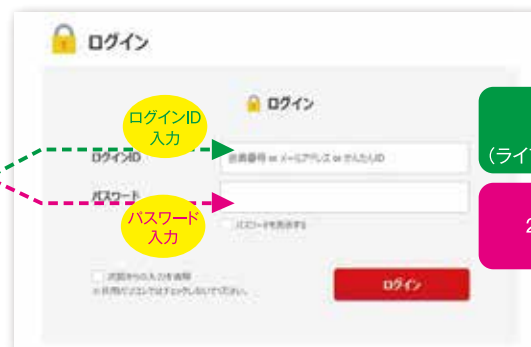 ログイン
ログイン
ログインID
入力
ログインID
会員番号 or メールアドレス or かんたんID
パスワード
パスワード
入力
パスワードを表示する
次回からの入力を省略
※共用パソコンではチェックしないでください。
ログイン
(ライフ
2